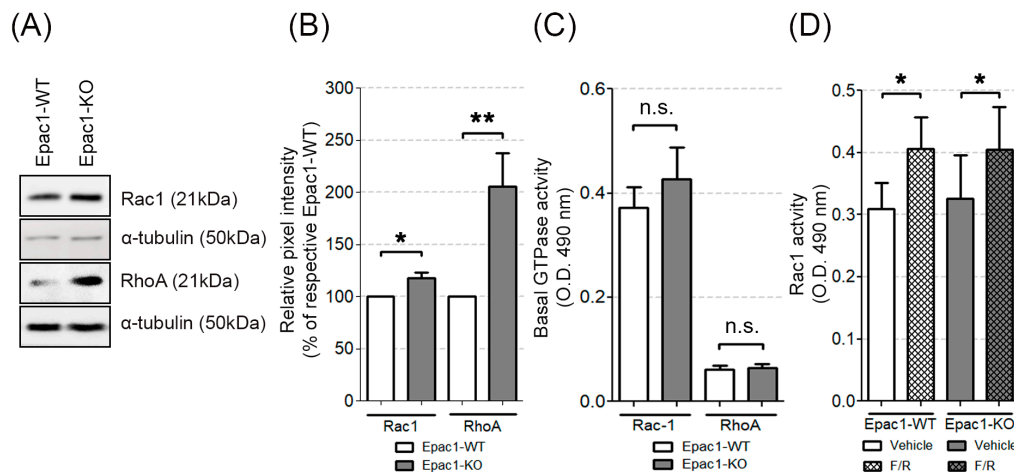 (A)
Epac1-WT
Epac1-KO
Rac1 (21kDa)
α-tubulin (50kDa)
RhoA (21kDa)
α-tubulin (50kDa)
(B)
Relative pixel intensity
(% of respective Epac1-WT)
300
250
200
150
100
50
0
*
**
Rac1
RhoA
Epac1-WT
Epac1-KO
(C)
Basal GTPase actvity
(O.D. 490 nm)
0.6
0.4
0.2
0.0
n.s.
n.s.
Rac-1
RhoA
Epac1-WT
Epac1-KO
(D)
Rac1 actvity
(O.D. 490 nm)
0.5
0.4
0.3
0.2
0.1
0.0
*
*
Epac1-WT
Epac1-KO
Vehicle
F/R
Vehicle
F/R